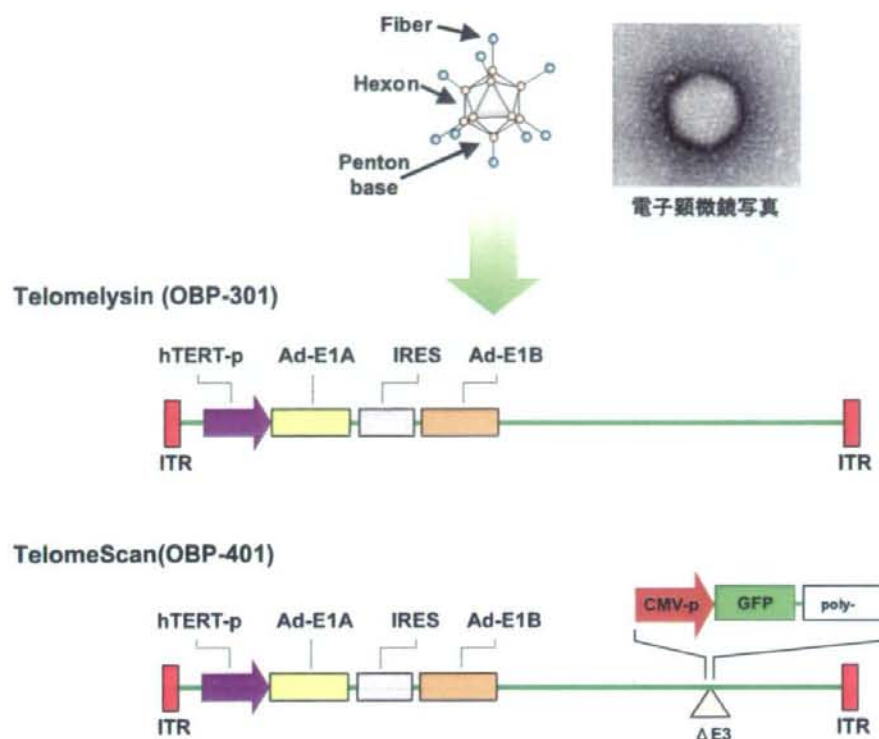 Fiber
Hexon
Penton
base
電子顕微鏡写真
Telomelysin (OBP-301)
hTERT-p Ad-E1A IRES Ad-E1B
ITR ITR
TelomeScan(OBP-401)
CMV-p GFP poly-
hTERT-p Ad-E1A IRES Ad-E1B
ITR ITR
△E3